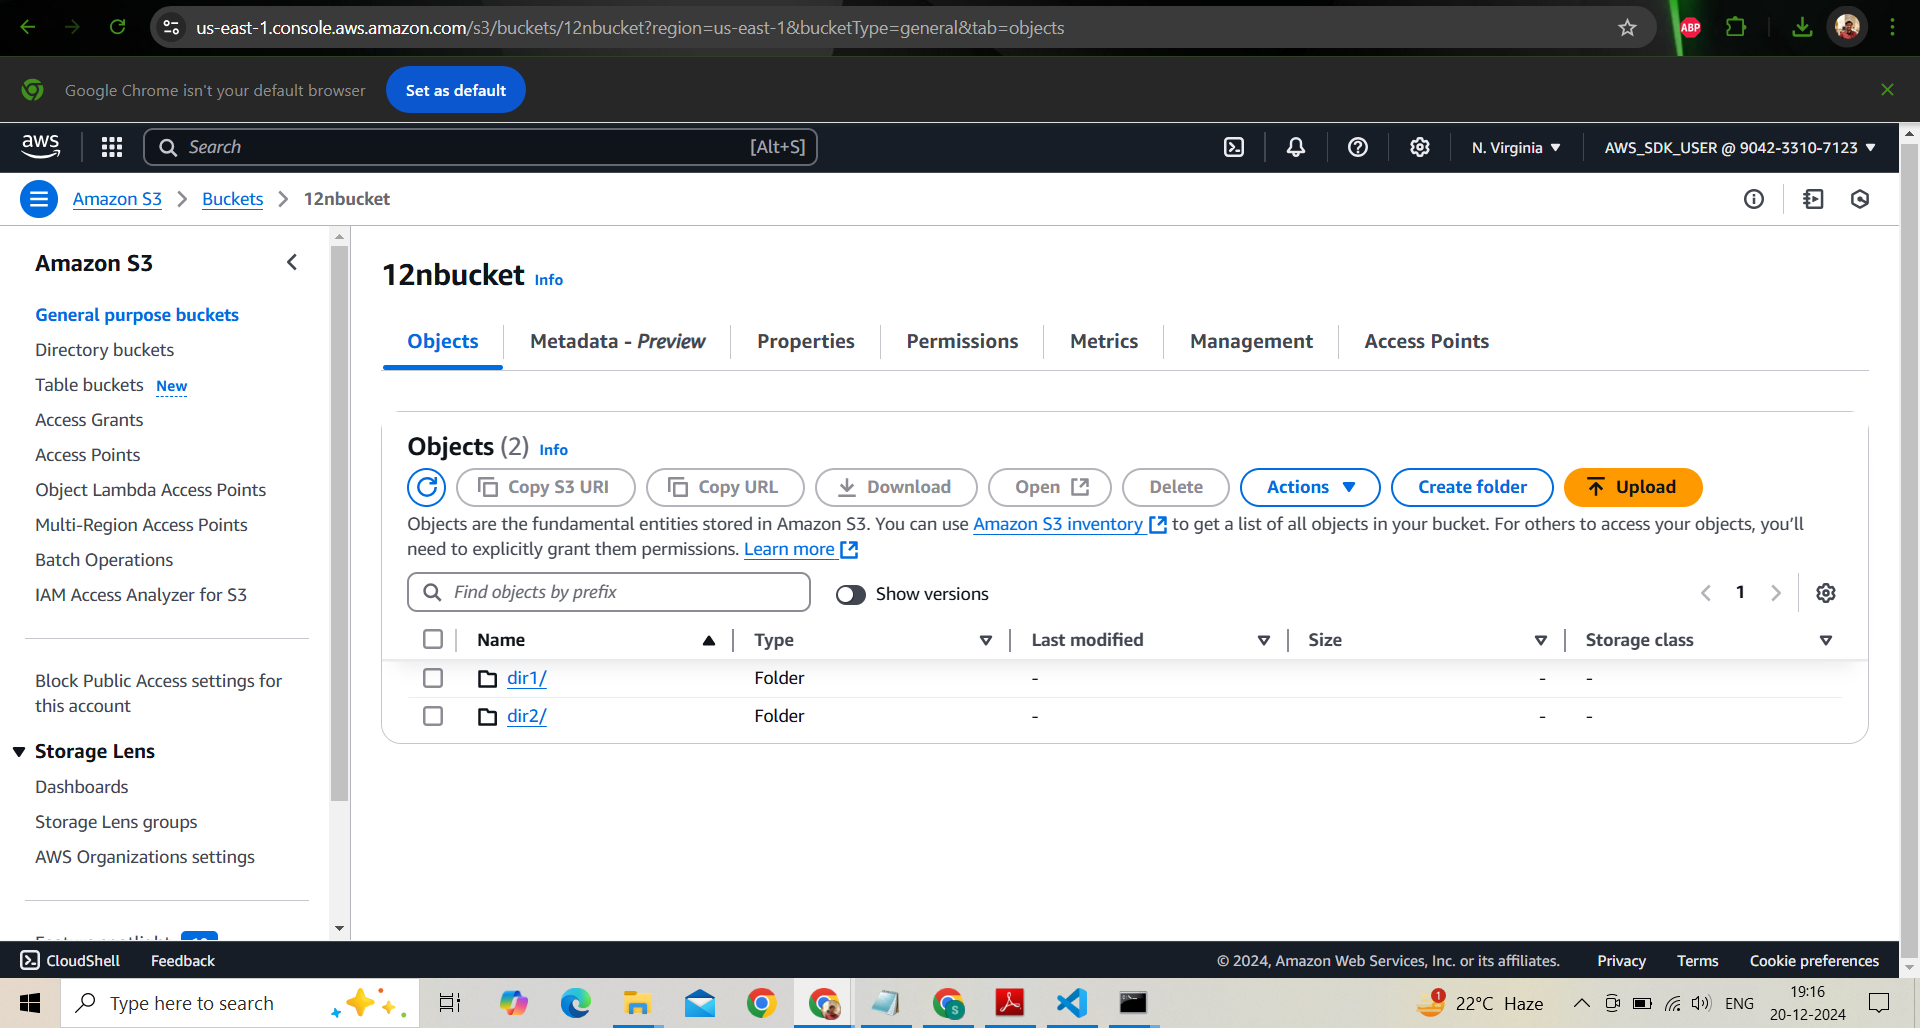 us-east-1.console.aws.amazon.com/s3/buckets/12nbucket?region=us-east-1&bucketType=general&tab=objects
ABP
Google Chrome isn't your default browser
Set as default
aws
Search
[Alt+S]
N. Virginia
AWS_SDK_USER @ 9042-3310-7123
Amazon S3
Buckets
12nbucket
Amazon S3
General purpose buckets
Directory buckets
Table buckets New
Access Grants
Access Points
Object Lambda Access Points
Multi-Region Access Points
Batch Operations
IAM Access Analyzer for S3
Block Public Access settings for
this account
Storage Lens
Dashboards
Storage Lens groups
AWS Organizations settings
12nbucket Info
Objects
Metadata - Preview
Properties
Permissions
Metrics
Management
Access Points
Objects (2) Info
Copy S3 URI
Copy URL
Download
Open
Delete
Actions
Create folder
Upload
Objects are the fundamental entities stored in Amazon S3. You can use Amazon S3 inventory to get a list of all objects in your bucket. For others to access your objects, you’ll
need to explicitly grant them permissions. Learn more
Find objects by prefix
Show versions
1
Name Type Last modified Size Storage class
dir1/ Folder - - -
dir2/ Folder - - -
CloudShell
Feedback
© 2024, Amazon Web Services, Inc. or its affiliates.
Privacy
Terms
Cookie preferences
Type here to search
S
1
22°C Haze
ENG
19:16
20-12-2024